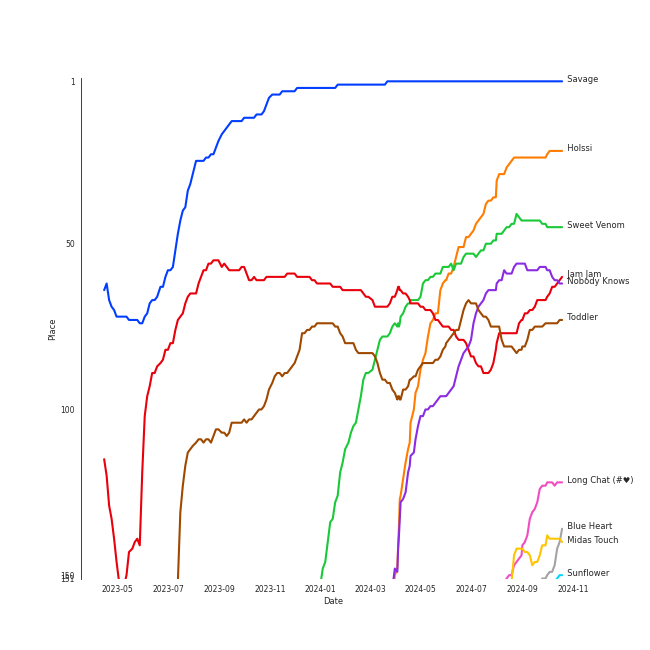 1
Savage
Holssi
Sweet Venom
50
Jam Jam
Nobody Knows
Toddler
Place
100
Long Chat (#♥)
Blue Heart
Midas Touch
Sunflower
150
151
2023-05
2023-07
2023-09
2023-11
2024-01
2024-03
2024-05
2024-07
2024-09
2024-11
Date